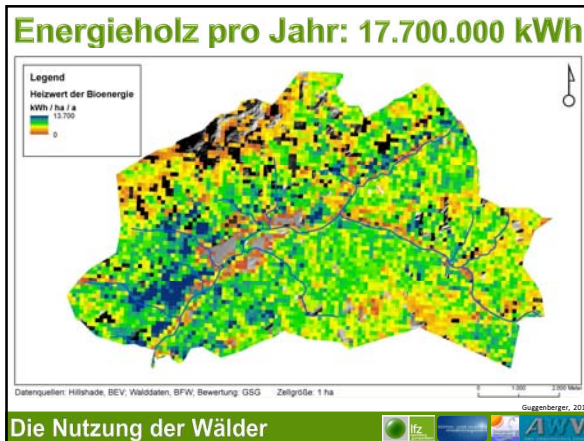 Energieholz pro Jahr: 17.700.000 kWh
Legend
Heizwert der Bioenergie
kWh / ha / a
13.700
0
Datenquellen: Hillshade, BEV; Walddaten, BFW; Bewertung: GSG Zellgröße: 1 ha
0 1.000 2.000 Meter
Guggenberger, 201
Die Nutzung der Wälder
lfz
AWV